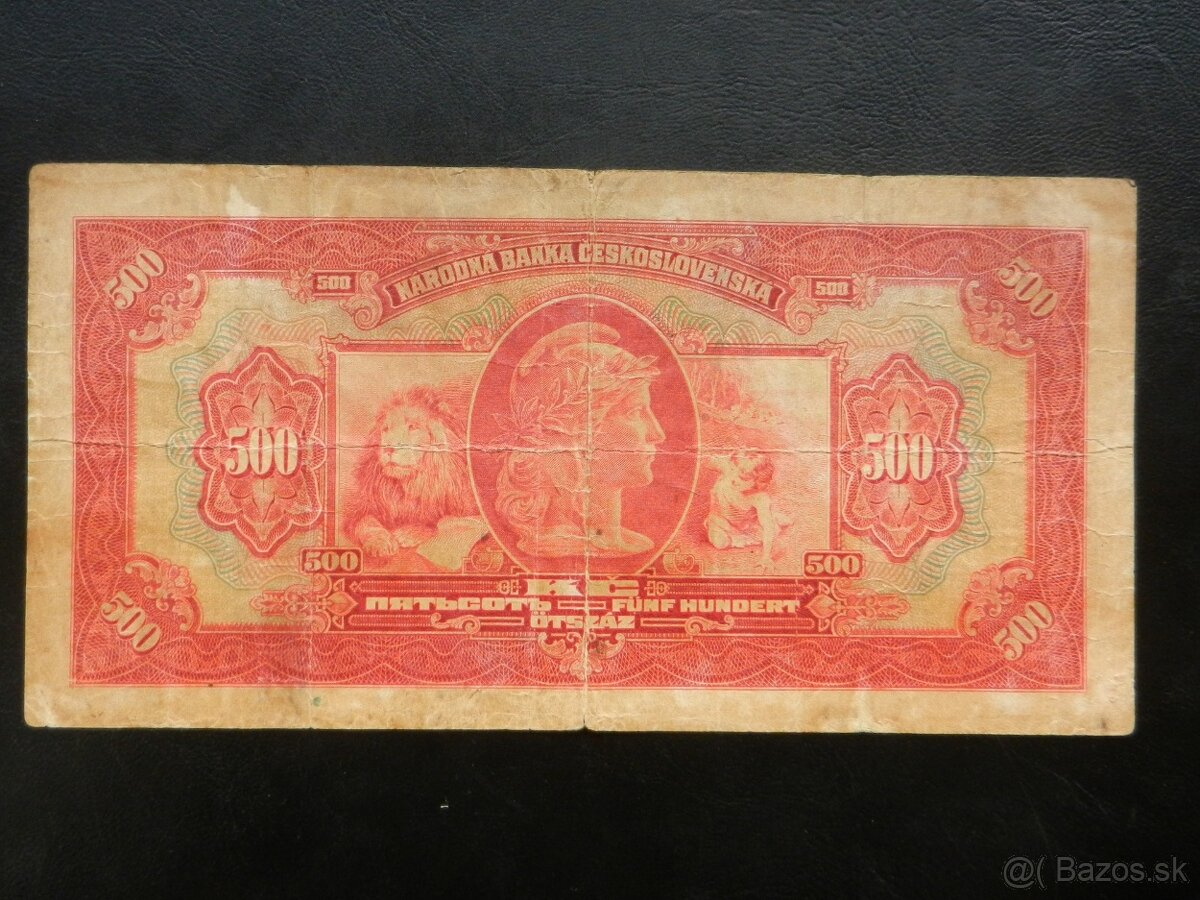 500 500
500 NÁRODNÁ BANKA ČESKOSLOVENSKÁ 500
500 500
500 500
KČ
ПЯТЬСОТЬ — FÜNF HUNDERT
ÖTSZÁZ
500 500
@( Bazos.sk